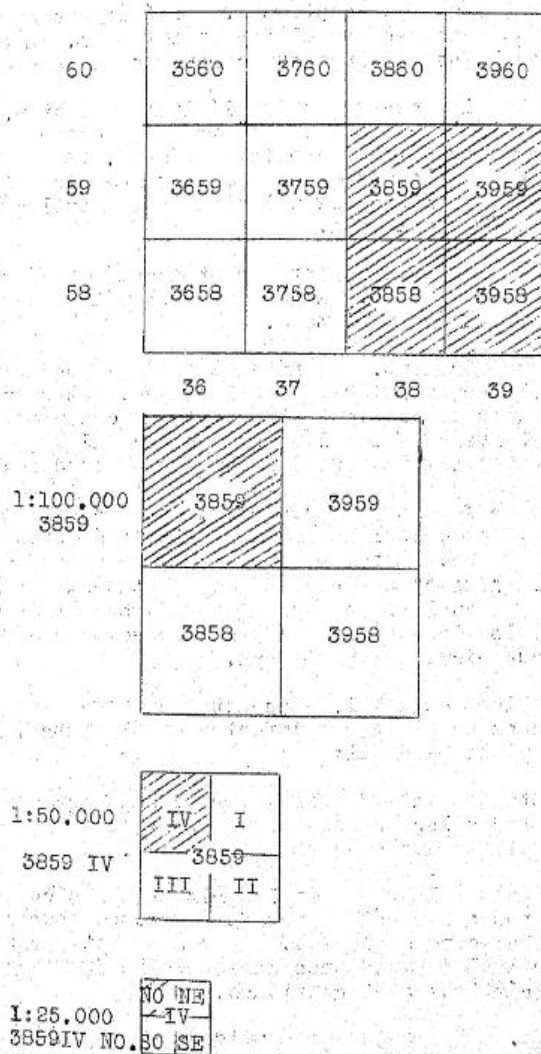 60 3660 3760 3860 3960
59 3659 3759 3859 3959
58 3658 3758 3858 3958
36 37 38 39
1:100.000
3859
3859 3959
3858 3958
1:50.000
3859 IV
IV I
3859
III II
NO NE
IV
1:25.000
3859IV NO.
SO SE